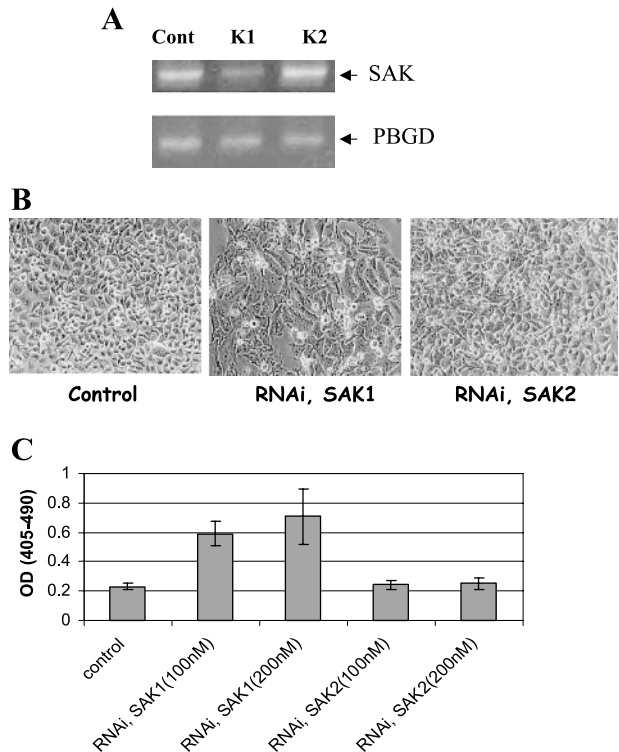 A
Cont K1 K2
SAK
PBGD
B
Control RNAi, SAK1 RNAi, SAK2
C
OD (405-490)
1
0.8
0.6
0.4
0.2
0
control
RNAi, SAK1(100nM)
RNAi, SAK1(200nM)
RNAi, SAK2(100nM)
RNAi, SAK2(200nM)